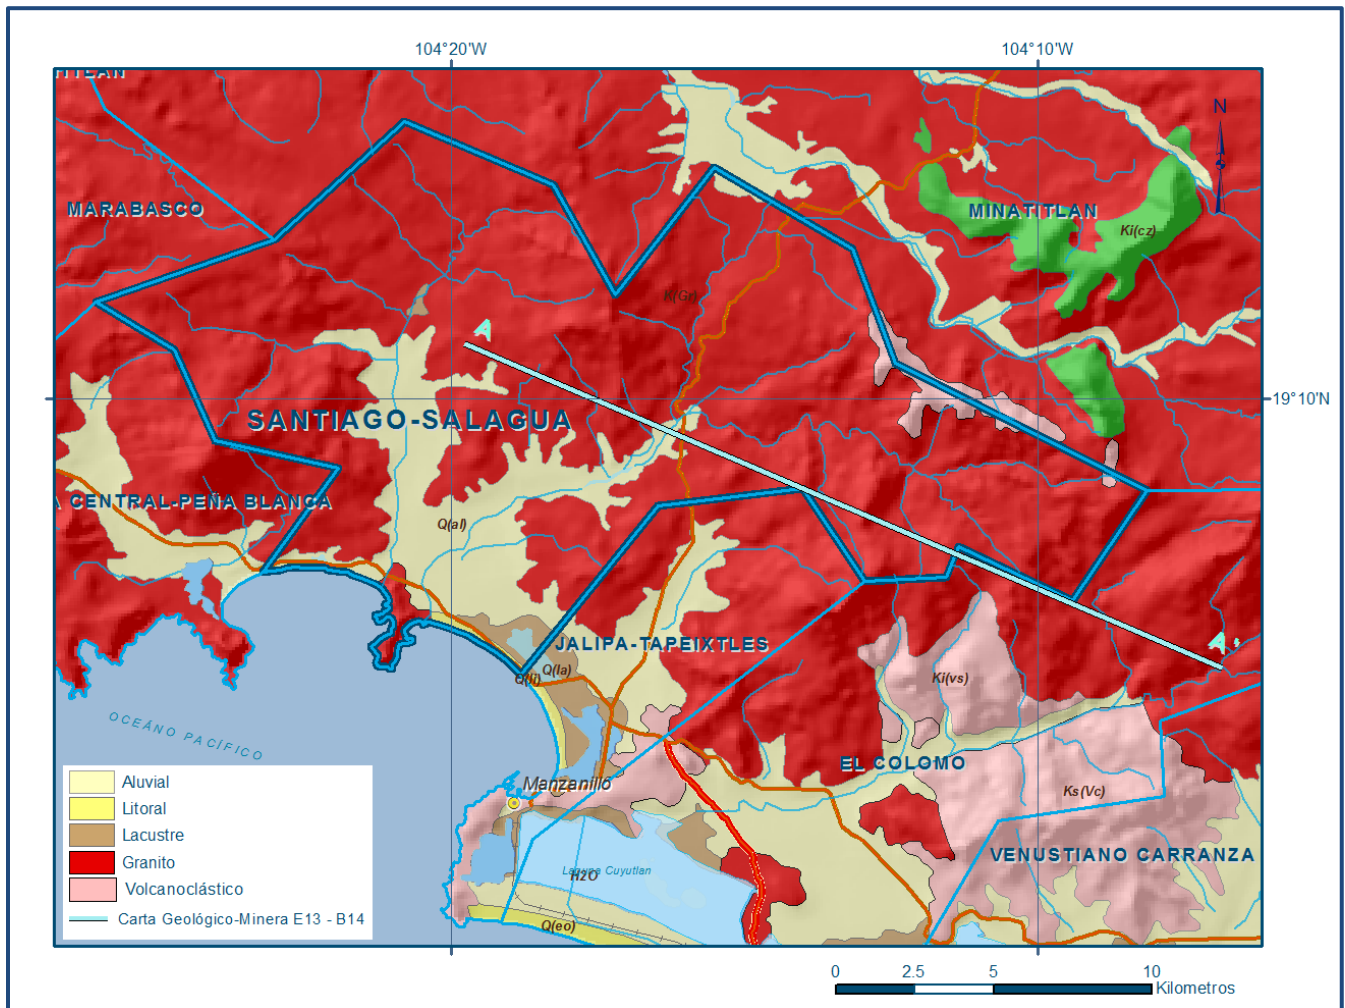 104°20'W
104°10'W
N
MARABASCO
MINATITLAN
Ki(cz)
K(Gr)
A
19°10'N
SANTIAGO-SALAGUA
CENTRAL-PEÑA BLANCA
Q(al)
JALIPA-TAPEIXTLES
A'
Q(la)
Q(li)
Ki(vs)
OCEÁNO PACÍFICO
EL COLOMO
Aluvial
Manzanillo
Ks(Vc)
Litoral
Lacustre
VENUSTIANO CARRANZA
Granito
Laguna Cuyutlan
H2O
Volcanoclástico
Carta Geológico-Minera E13 - B14
Q(eo)
0 2.5 5 10
Kilometros